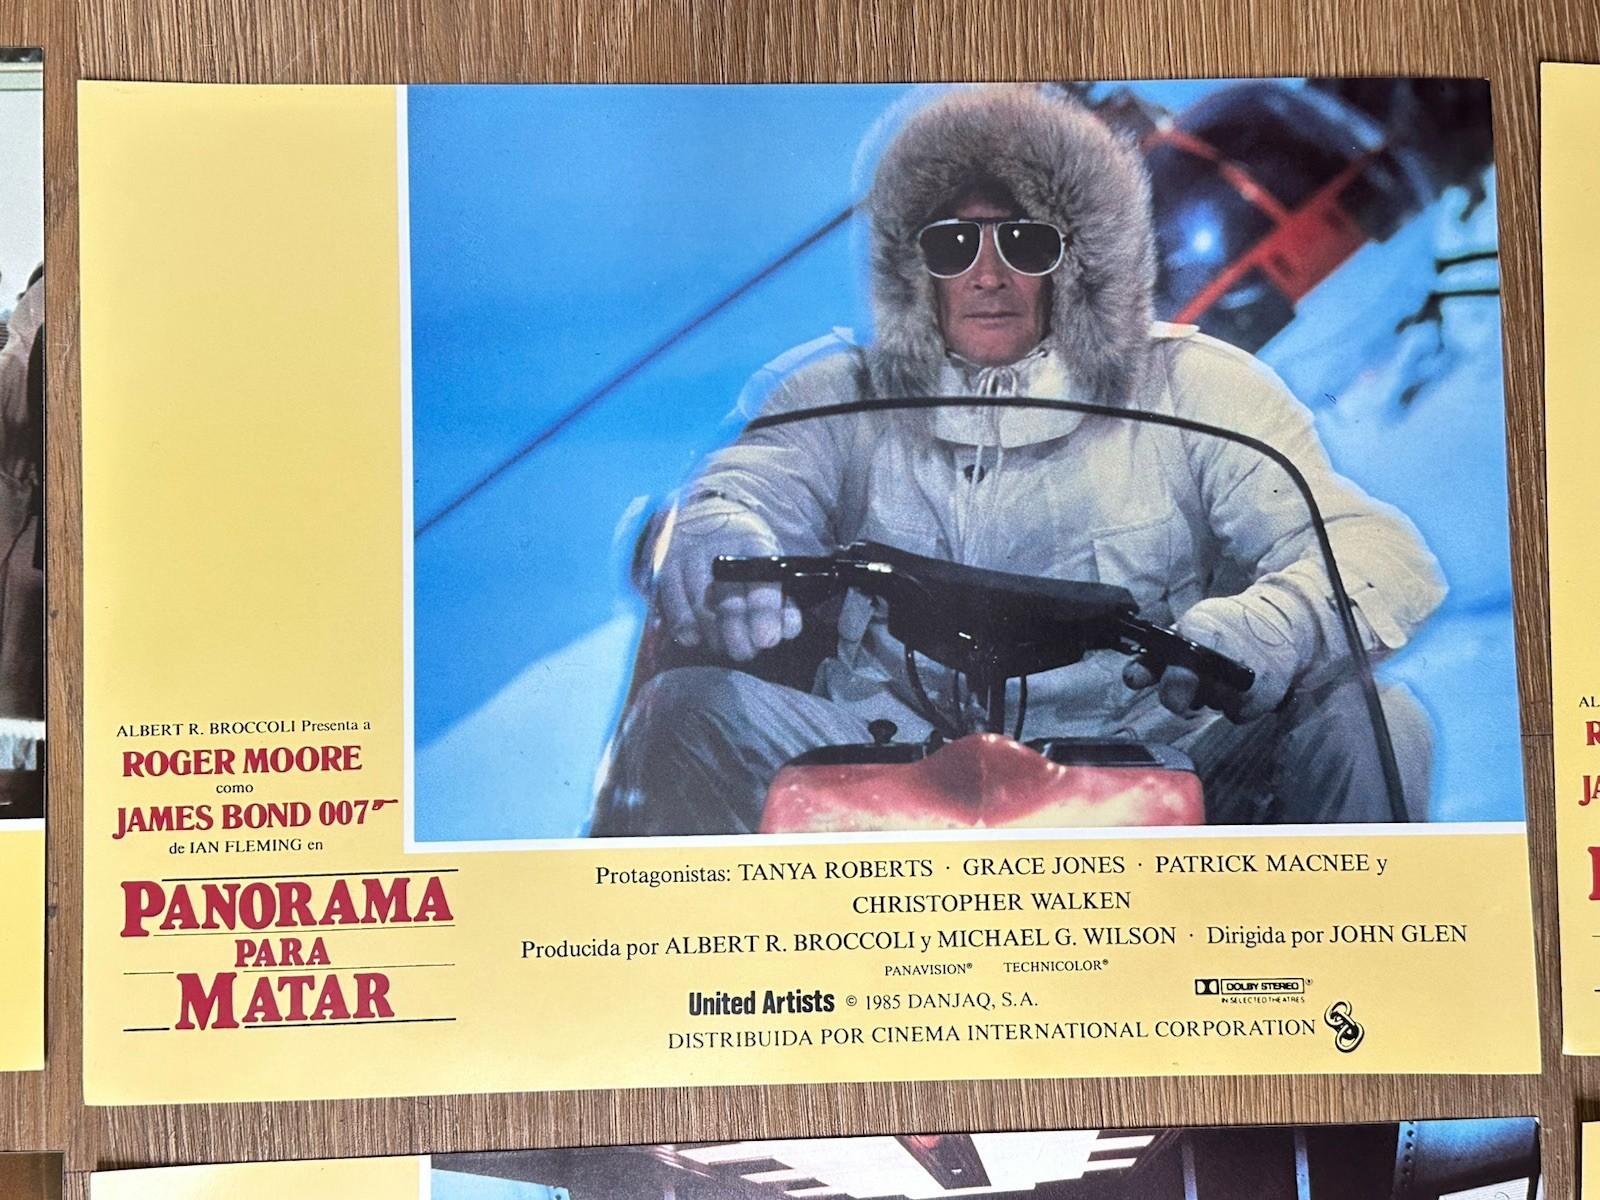 ALBERT R. BROCCOLI Presenta a
ROGER MOORE
como
JAMES BOND 007
de IAN FLEMING en
PANORAMA
PARA
MATAR
Protagonistas: TANYA ROBERTS · GRACE JONES · PATRICK MACNEE y
CHRISTOPHER WALKEN
Producida por ALBERT R. BROCCOLI y MICHAEL G. WILSON · Dirigida por JOHN GLEN
PANAVISION® TECHNICOLOR®
DOLBY STEREO®
IN SELECTED THEATRES
United Artists © 1985 DANJAQ, S.A.
DISTRIBUIDA POR CINEMA INTERNATIONAL CORPORATION
AL
R
JA